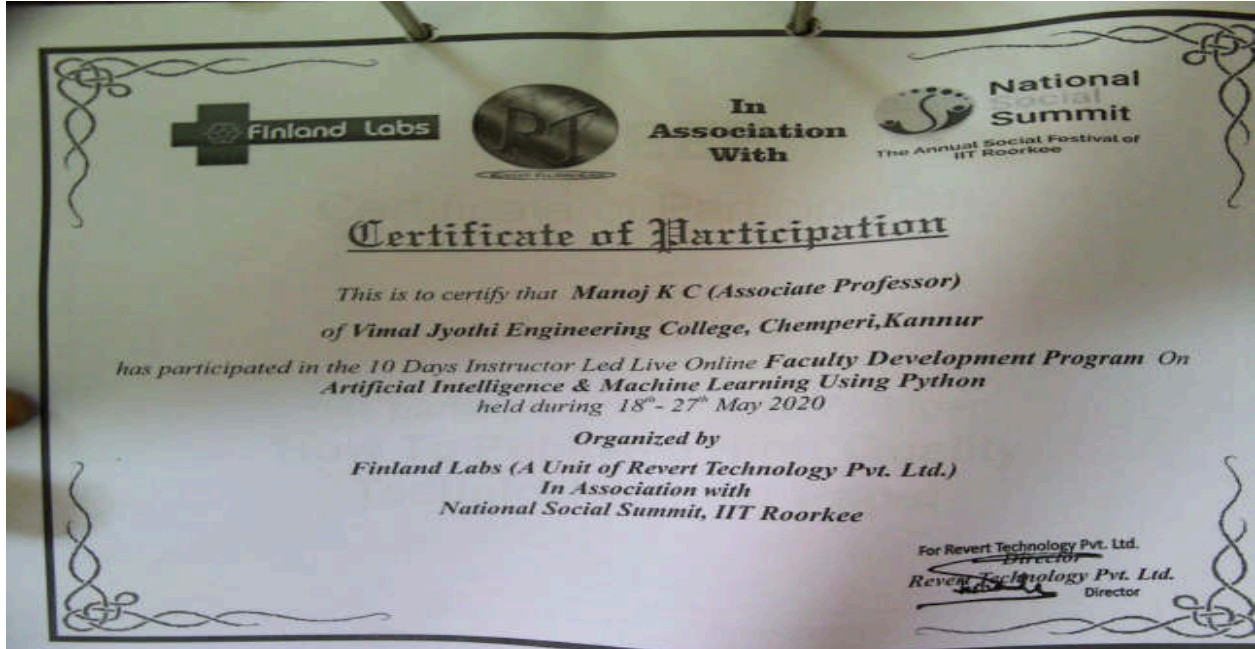 Finland Labs
RT
In
Association
With
National
Social
Summit
The Annual Social Festival of
IIT Roorkee
Certificate of Participation
This is to certify that Manoj K C (Associate Professor)
of Vimal Jyothi Engineering College, Chemperi,Kannur
has participated in the 10 Days Instructor Led Live Online Faculty Development Program On
Artificial Intelligence & Machine Learning Using Python
held during 18th- 27th May 2020
Organized by
Finland Labs (A Unit of Revert Technology Pvt. Ltd.)
In Association with
National Social Summit, IIT Roorkee
For Revert Technology Pvt. Ltd.
Director
Revert Technology Pvt. Ltd.
Director